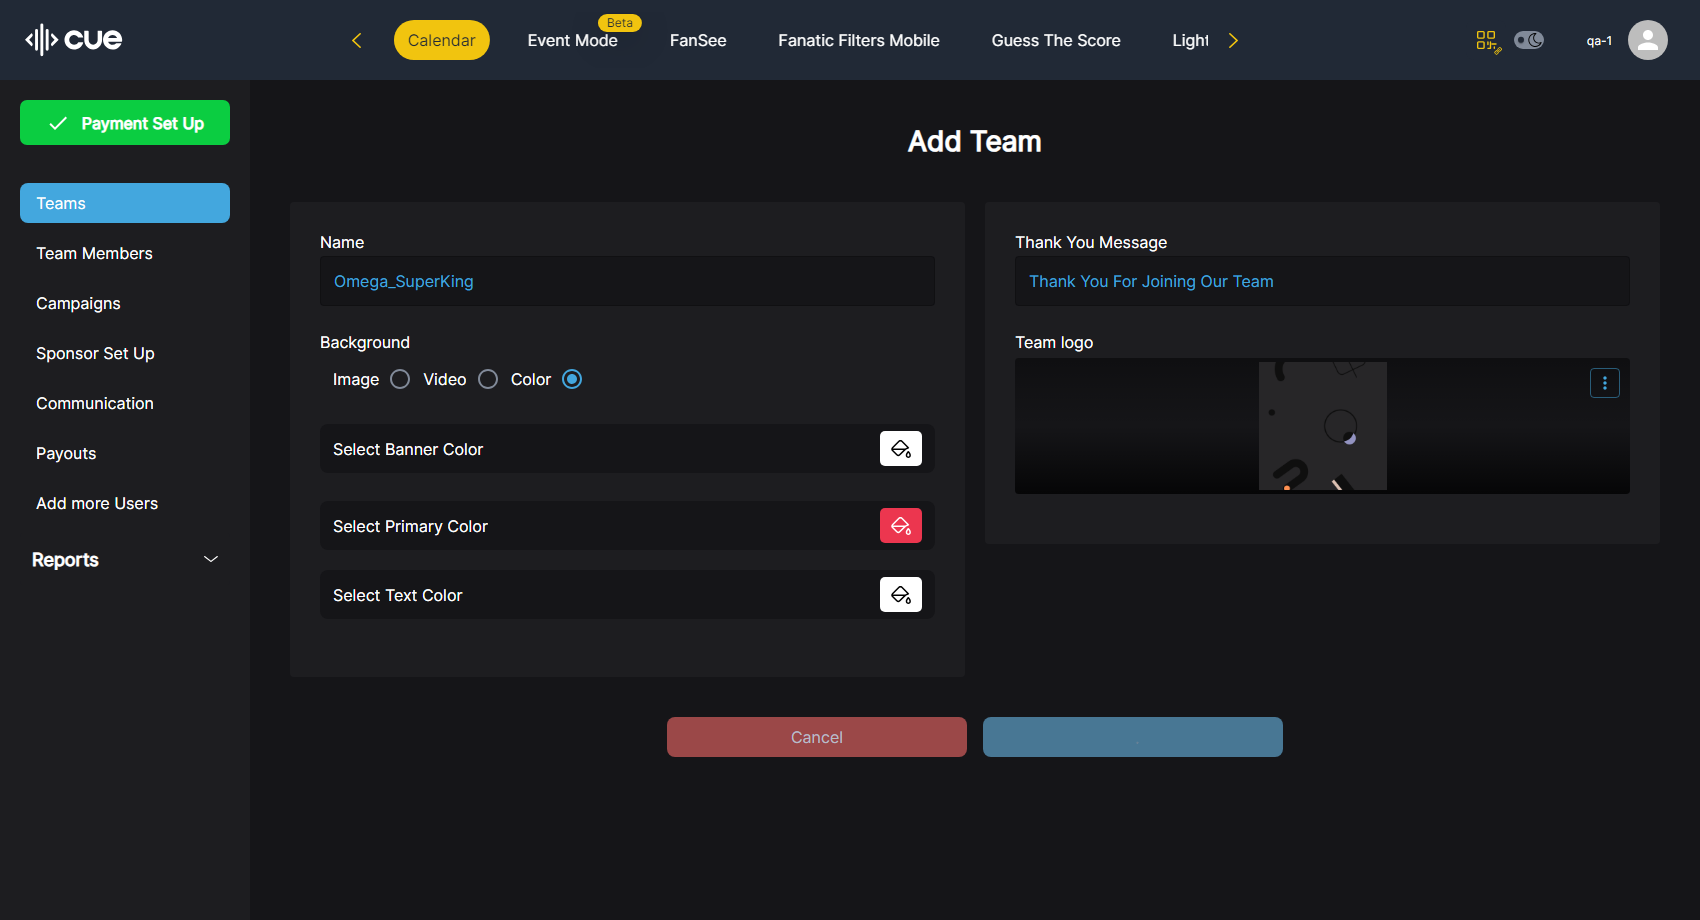 cue
Calendar
Beta
Event Mode
FanSee
Fanatic Filters Mobile
Guess The Score
Light
qa-1
Payment Set Up
Teams
Team Members
Campaigns
Sponsor Set Up
Communication
Payouts
Add more Users
Reports
Add Team
Name
Omega_SuperKing
Background
Image
Video
Color
Select Banner Color
Select Primary Color
Select Text Color
Thank You Message
Thank You For Joining Our Team
Team logo
Cancel